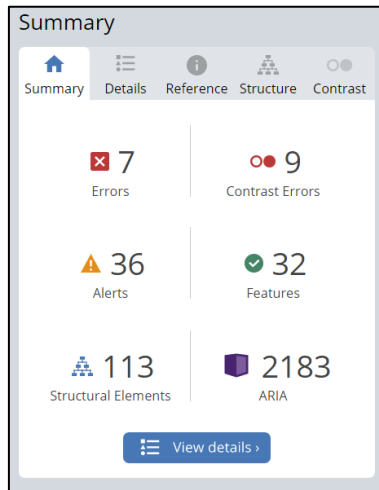 Summary
Summary Details Reference Structure Contrast
7 9
Errors Contrast Errors
36 32
Alerts Features
113 2183
Structural Elements ARIA
View details ›